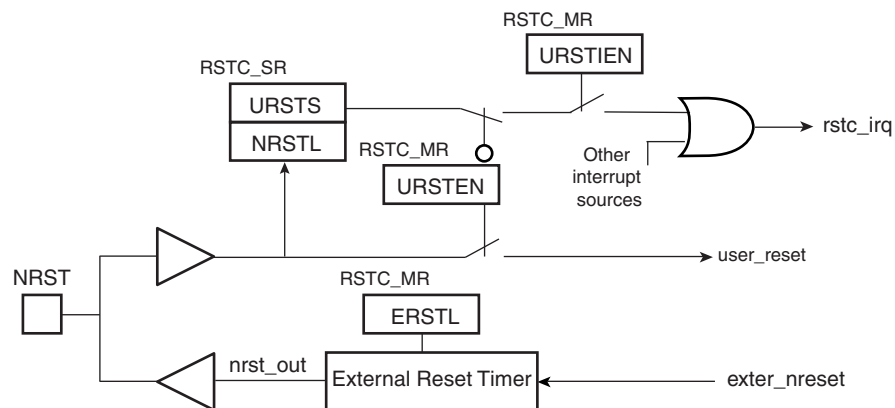 RSTC_MR
URSTIEN
RSTC_SR
URSTS
NRSTL
rstc_irq
RSTC_MR
Other
interrupt
sources
URSTEN
user_reset
NRST
RSTC_MR
ERSTL
nrst_out
External Reset Timer
exter_nreset